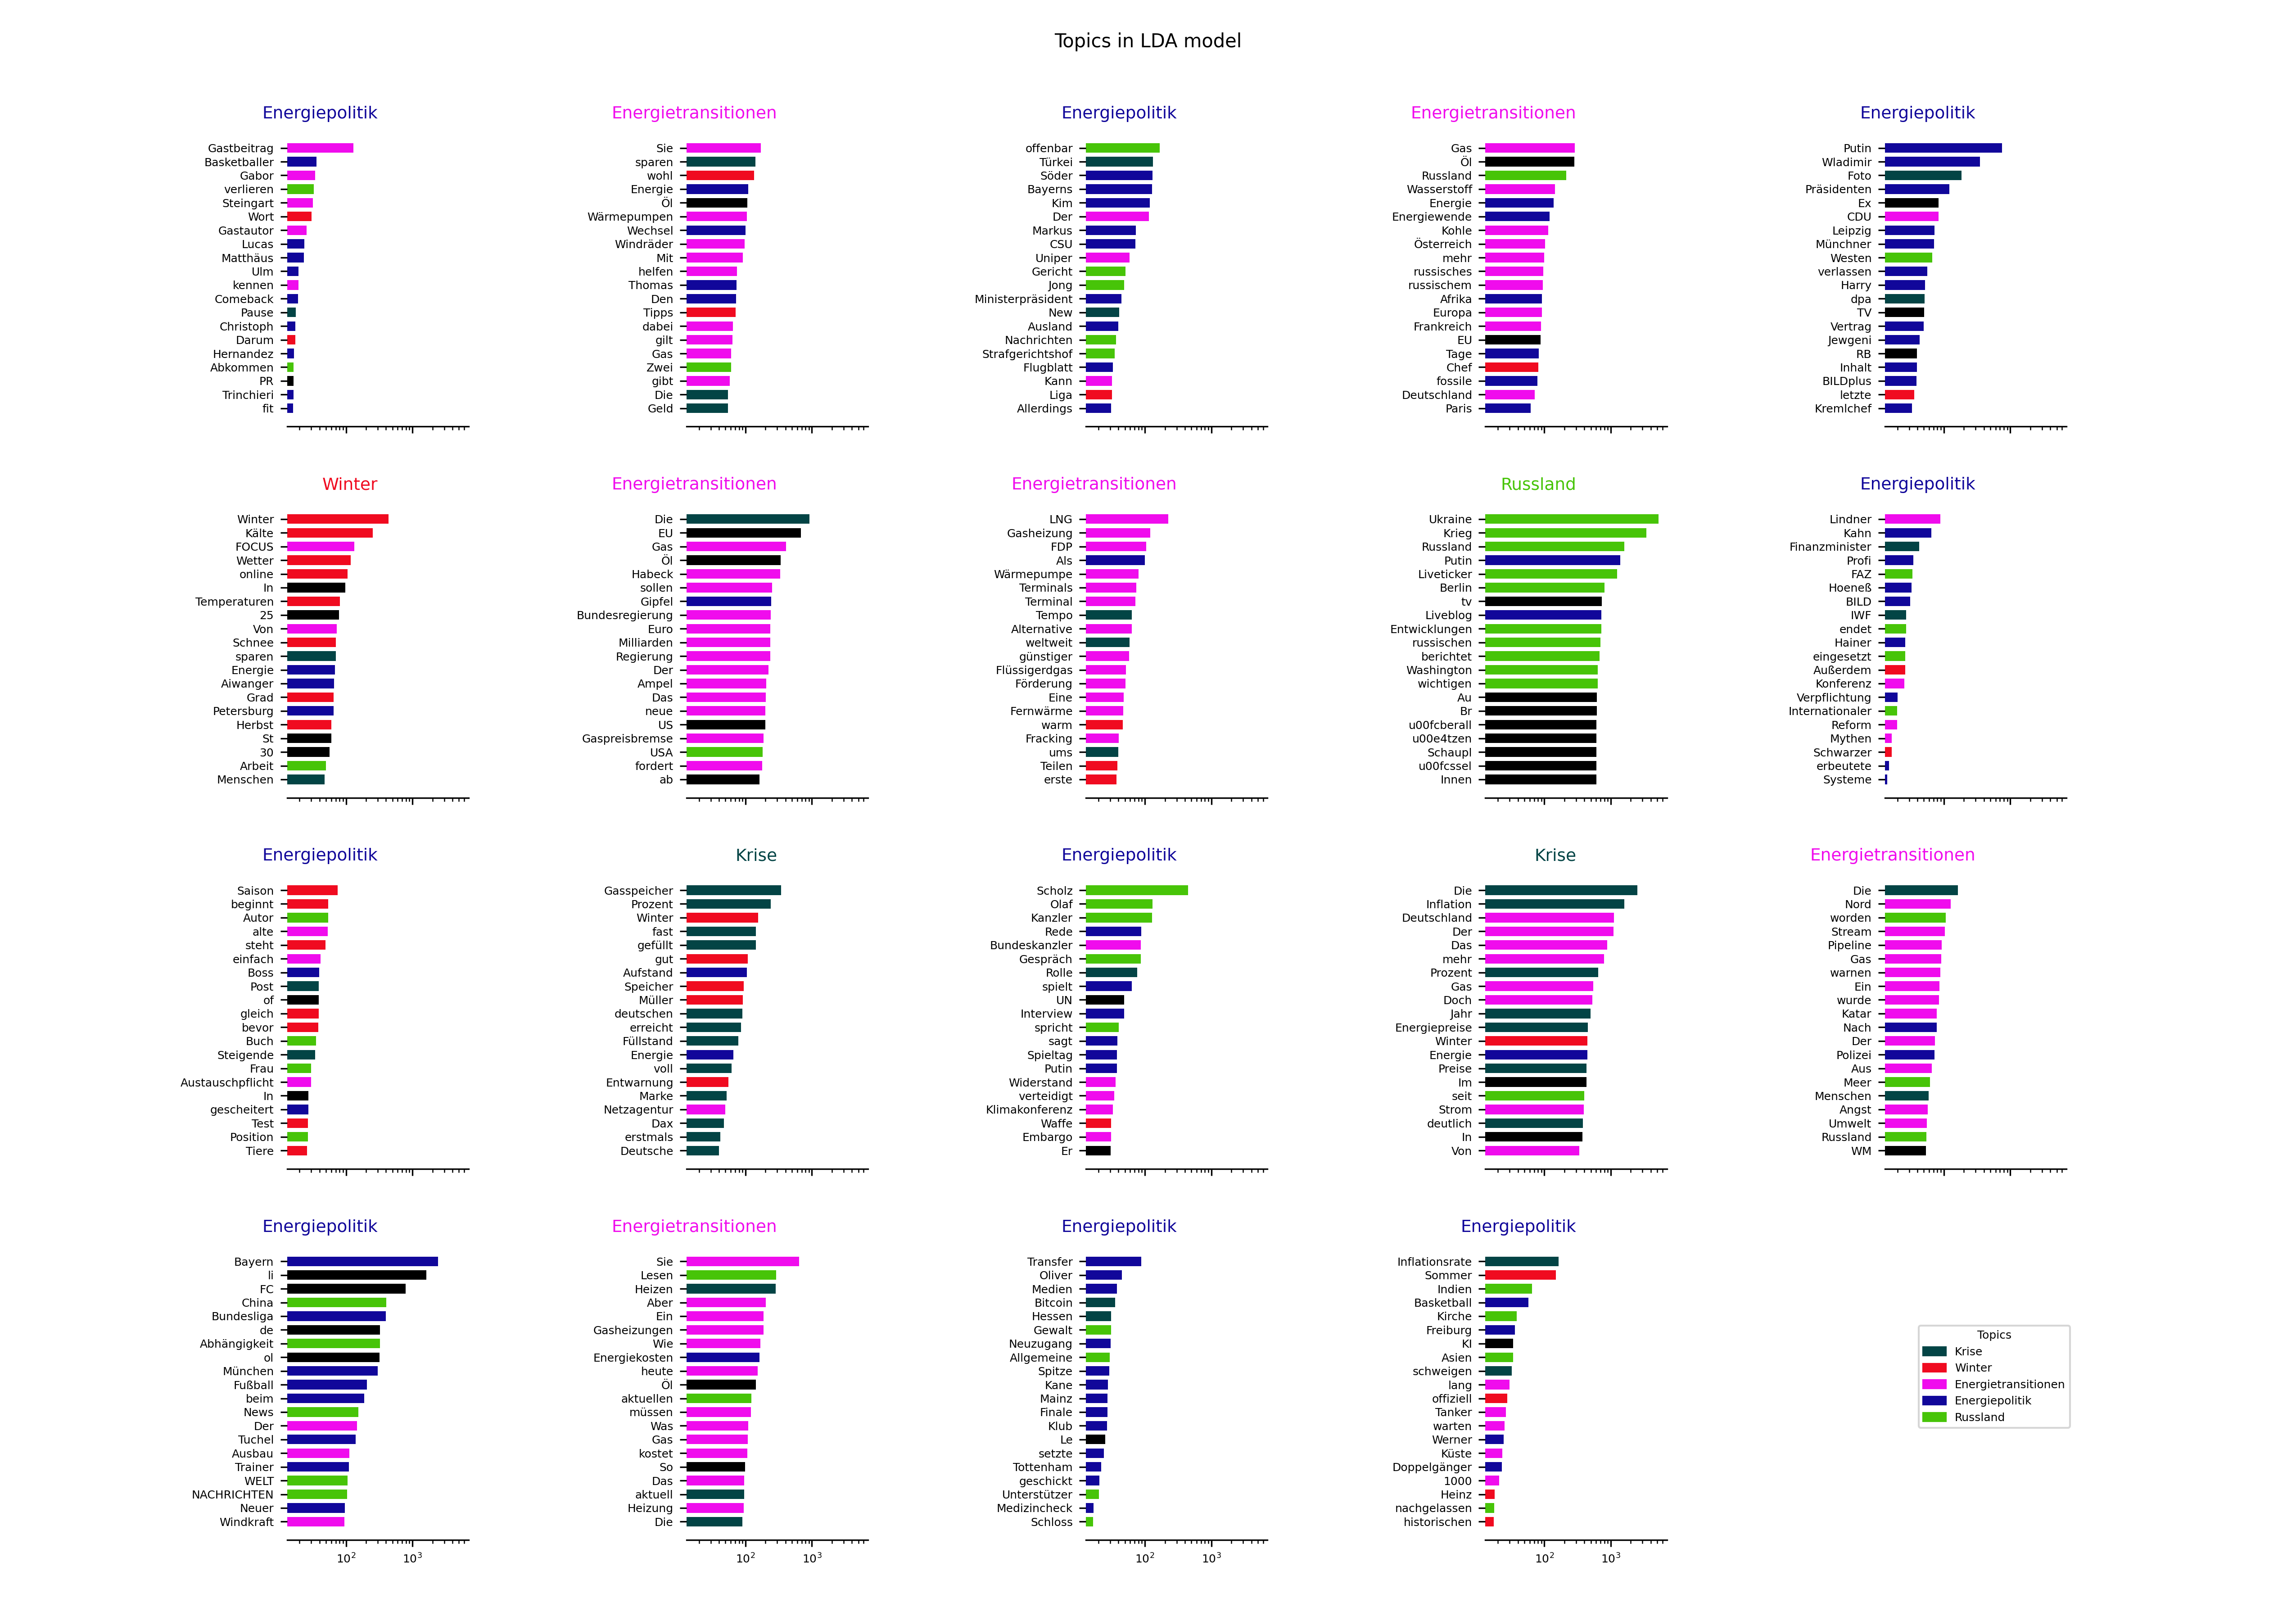 Topics in LDA model
Energiepolitik
Gastbeitrag
Basketballer
Gabor
verlieren
Steingart
Wort
Gastautor
Lucas
Matthäus
Ulm
kennen
Comeback
Pause
Christoph
Darum
Hernandez
Abkommen
PR
Trinchieri
fit
Energietransitionen
Sie
sparen
wohl
Energie
Öl
Wärmepumpen
Wechsel
Windräder
Mit
helfen
Thomas
Den
Tipps
dabei
gilt
Gas
Zwei
gibt
Die
Geld
Energiepolitik
offenbar
Türkei
Söder
Bayerns
Kim
Der
Markus
CSU
Uniper
Gericht
Jong
Ministerpräsident
New
Ausland
Nachrichten
Strafgerichtshof
Flugblatt
Kann
Liga
Allerdings
Energietransitionen
Gas
Öl
Russland
Wasserstoff
Energie
Energiewende
Kohle
Österreich
mehr
russisches
russischem
Afrika
Europa
Frankreich
EU
Tage
Chef
fossile
Deutschland
Paris
Energiepolitik
Putin
Wladimir
Foto
Präsidenten
Ex
CDU
Leipzig
Münchner
Westen
verlassen
Harry
dpa
TV
Vertrag
Jewgeni
RB
Inhalt
BILDplus
letzte
Kremlchef
Winter
Winter
Kälte
FOCUS
Wetter
online
In
Temperaturen
25
Von
Schnee
sparen
Energie
Aiwanger
Grad
Petersburg
Herbst
St
30
Arbeit
Menschen
Energietransitionen
Die
EU
Gas
Öl
Habeck
sollen
Gipfel
Bundesregierung
Euro
Milliarden
Regierung
Der
Ampel
Das
neue
US
Gaspreisbremse
USA
fordert
ab
Energietransitionen
LNG
Gasheizung
FDP
Als
Wärmepumpe
Terminals
Terminal
Tempo
Alternative
weltweit
günstiger
Flüssigerdgas
Förderung
Eine
Fernwärme
warm
Fracking
ums
Teilen
erste
Russland
Ukraine
Krieg
Russland
Putin
Liveticker
Berlin
tv
Liveblog
Entwicklungen
russischen
berichtet
Washington
wichtigen
Au
Br
u00fcberall
u00e4tzen
Schaupl
u00fcssel
Innen
Energiepolitik
Lindner
Kahn
Finanzminister
Profi
FAZ
Hoeneß
BILD
IWF
endet
Hainer
eingesetzt
Außerdem
Konferenz
Verpflichtung
Internationaler
Reform
Mythen
Schwarzer
erbeutete
Systeme
Energiepolitik
Saison
beginnt
Autor
alte
steht
einfach
Boss
Post
of
gleich
bevor
Buch
Steigende
Frau
Austauschpflicht
In
gescheitert
Test
Position
Tiere
Krise
Gasspeicher
Prozent
Winter
fast
gefüllt
gut
Aufstand
Speicher
Müller
deutschen
erreicht
Füllstand
Energie
voll
Entwarnung
Marke
Netzagentur
Dax
erstmals
Deutsche
Energiepolitik
Scholz
Olaf
Kanzler
Rede
Bundeskanzler
Gespräch
Rolle
spielt
UN
Interview
spricht
sagt
Spieltag
Putin
Widerstand
verteidigt
Klimakonferenz
Waffe
Embargo
Er
Krise
Die
Inflation
Deutschland
Der
Das
mehr
Prozent
Gas
Doch
Jahr
Energiepreise
Winter
Energie
Preise
Im
seit
Strom
deutlich
In
Von
Energietransitionen
Die
Nord
worden
Stream
Pipeline
Gas
warnen
Ein
wurde
Katar
Nach
Der
Polizei
Aus
Meer
Menschen
Angst
Umwelt
Russland
WM
Energiepolitik
Bayern
li
FC
China
Bundesliga
de
Abhängigkeit
ol
München
Fußball
beim
News
Der
Tuchel
Ausbau
Trainer
WELT
NACHRICHTEN
Neuer
Windkraft
10² 10³
Energietransitionen
Sie
Lesen
Heizen
Aber
Ein
Gasheizungen
Wie
Energiekosten
heute
Öl
aktuellen
müssen
Was
Gas
kostet
So
Das
aktuell
Heizung
Die
10² 10³
Energiepolitik
Transfer
Oliver
Medien
Bitcoin
Hessen
Gewalt
Neuzugang
Allgemeine
Spitze
Kane
Mainz
Finale
Klub
Le
setzte
Tottenham
geschickt
Unterstützer
Medizincheck
Schloss
10² 10³
Energiepolitik
Inflationsrate
Sommer
Indien
Basketball
Kirche
Freiburg
KI
Asien
schweigen
lang
offiziell
Tanker
warten
Werner
Küste
Doppelgänger
1000
Heinz
nachgelassen
historischen
10² 10³
Topics
Krise
Winter
Energietransitionen
Energiepolitik
Russland